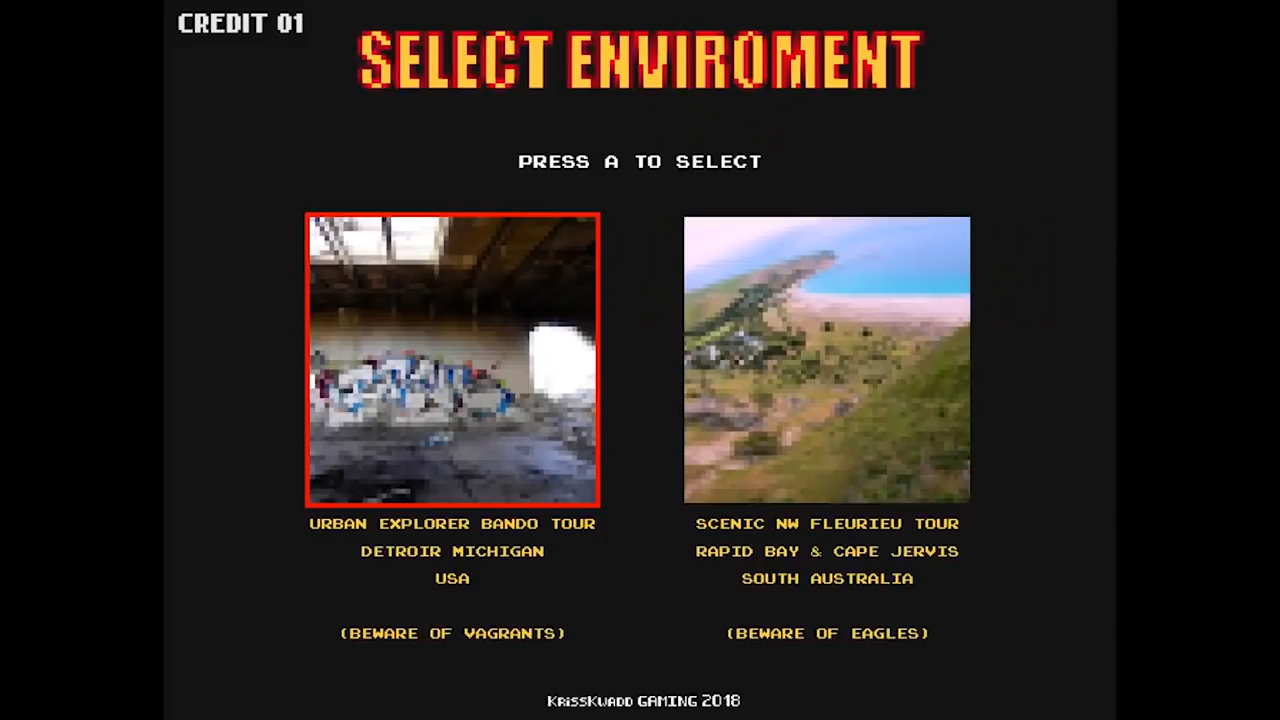 CREDIT 01
SELECT ENVIROMENT
PRESS A TO SELECT
URBAN EXPLORER BANDO TOUR
DETROIR MICHIGAN
USA
(BEWARE OF VAGRANTS)
SCENIC NW FLEURIEU TOUR
RAPID BAY & CAPE JERVIS
SOUTH AUSTRALIA
(BEWARE OF EAGLES)
KRISSKWADD GAMING 2018